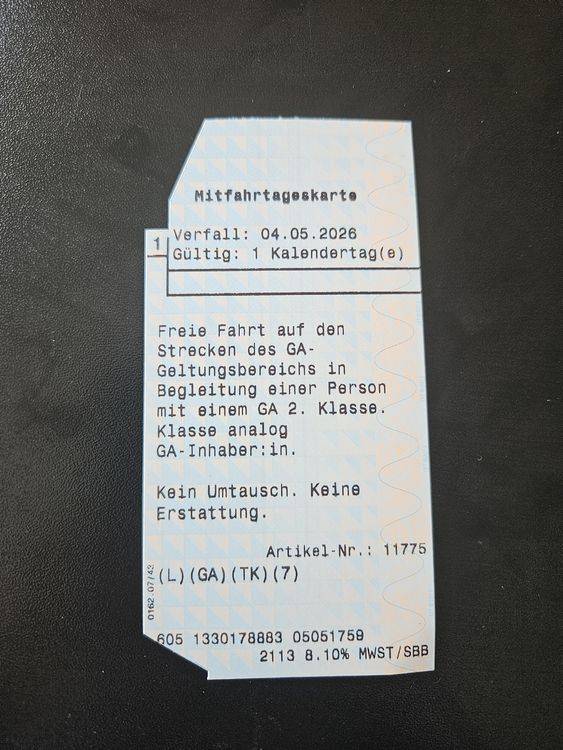 Mitfahrtageskarte
Verfall: 04.05.2026
1
Gültig: 1 Kalendertag(e)
Freie Fahrt auf den
Strecken des GA-
Geltungsbereichs in
Begleitung einer Person
mit einem GA 2. Klasse.
Klasse analog
GA-Inhaber:in.
Kein Umtausch. Keine
Erstattung.
Artikel-Nr.: 11775
(L)(GA)(TK)(7)
0162 07/43
605 1330178883 05051759
2113 8.10% MWST/SBB